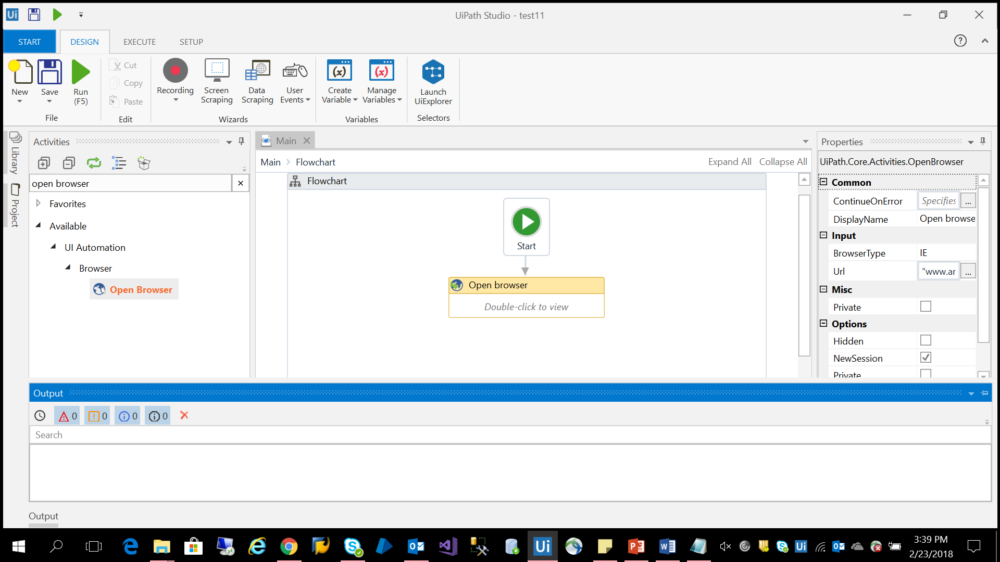 UiPath Studio - test11
START DESIGN EXECUTE SETUP
New
Save
Run
(F5)
File
Cut
Copy
Paste
Edit
Recording
Screen
Scraping
Data
Scraping
User
Events
Wizards
Create
Variable
Manage
Variables
Variables
Launch
UiExplorer
Selectors
Library
Project
Activities
open browser
Favorites
Available
UI Automation
Browser
Open Browser
Main
Main Flowchart
Expand All Collapse All
Flowchart
Start
Open browser
Double-click to view
Properties
UiPath.Core.Activities.OpenBrowser
Common
ContinueOnError Specifies ...
DisplayName Open browse
Input
BrowserType IE
Url "www.ar ...
Misc
Private
Options
Hidden
NewSession
Private
Output
0 0 0 0
Search
Output
3:39 PM
2/23/2018